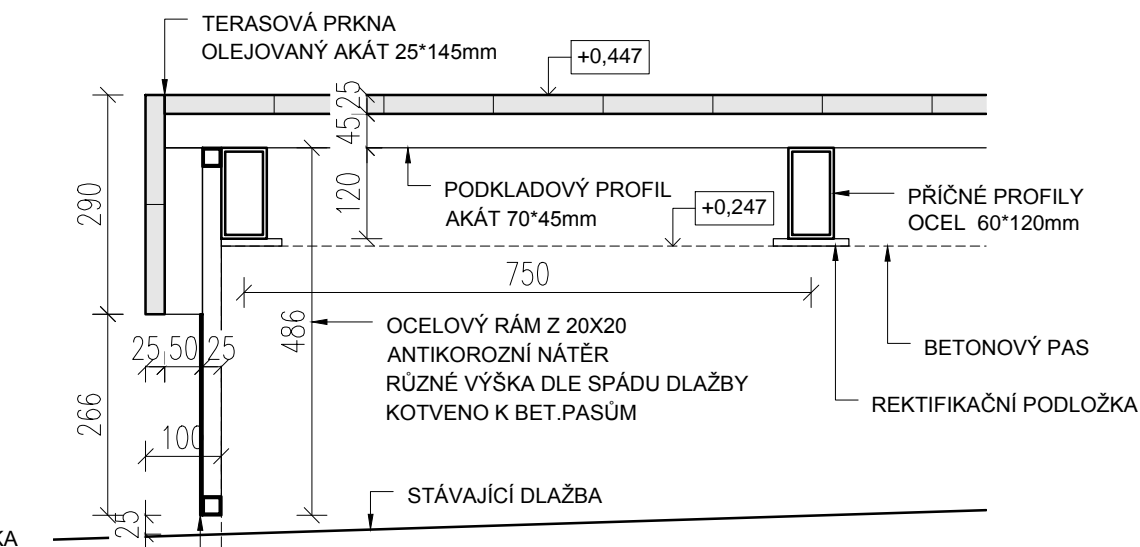 TERASOVÁ PRKNA
OLEJOVANÝ AKÁT 25*145mm
+0,447
25
45
120
290
PODKLADOVÝ PROFIL
AKÁT 70*45mm
+0,247
PŘÍČNÉ PROFILY
OCEL 60*120mm
750
486
OCELOVÝ RÁM Z 20X20
ANTIKOROZNÍ NÁTĚR
RŮZNÉ VÝŠKA DLE SPÁDU DLAŽBY
KOTVENO K BET.PASŮM
BETONOVÝ PAS
REKTIFIKAČNÍ PODLOŽKA
25 50 25
266
100
STÁVAJÍCÍ DLAŽBA
25
KA